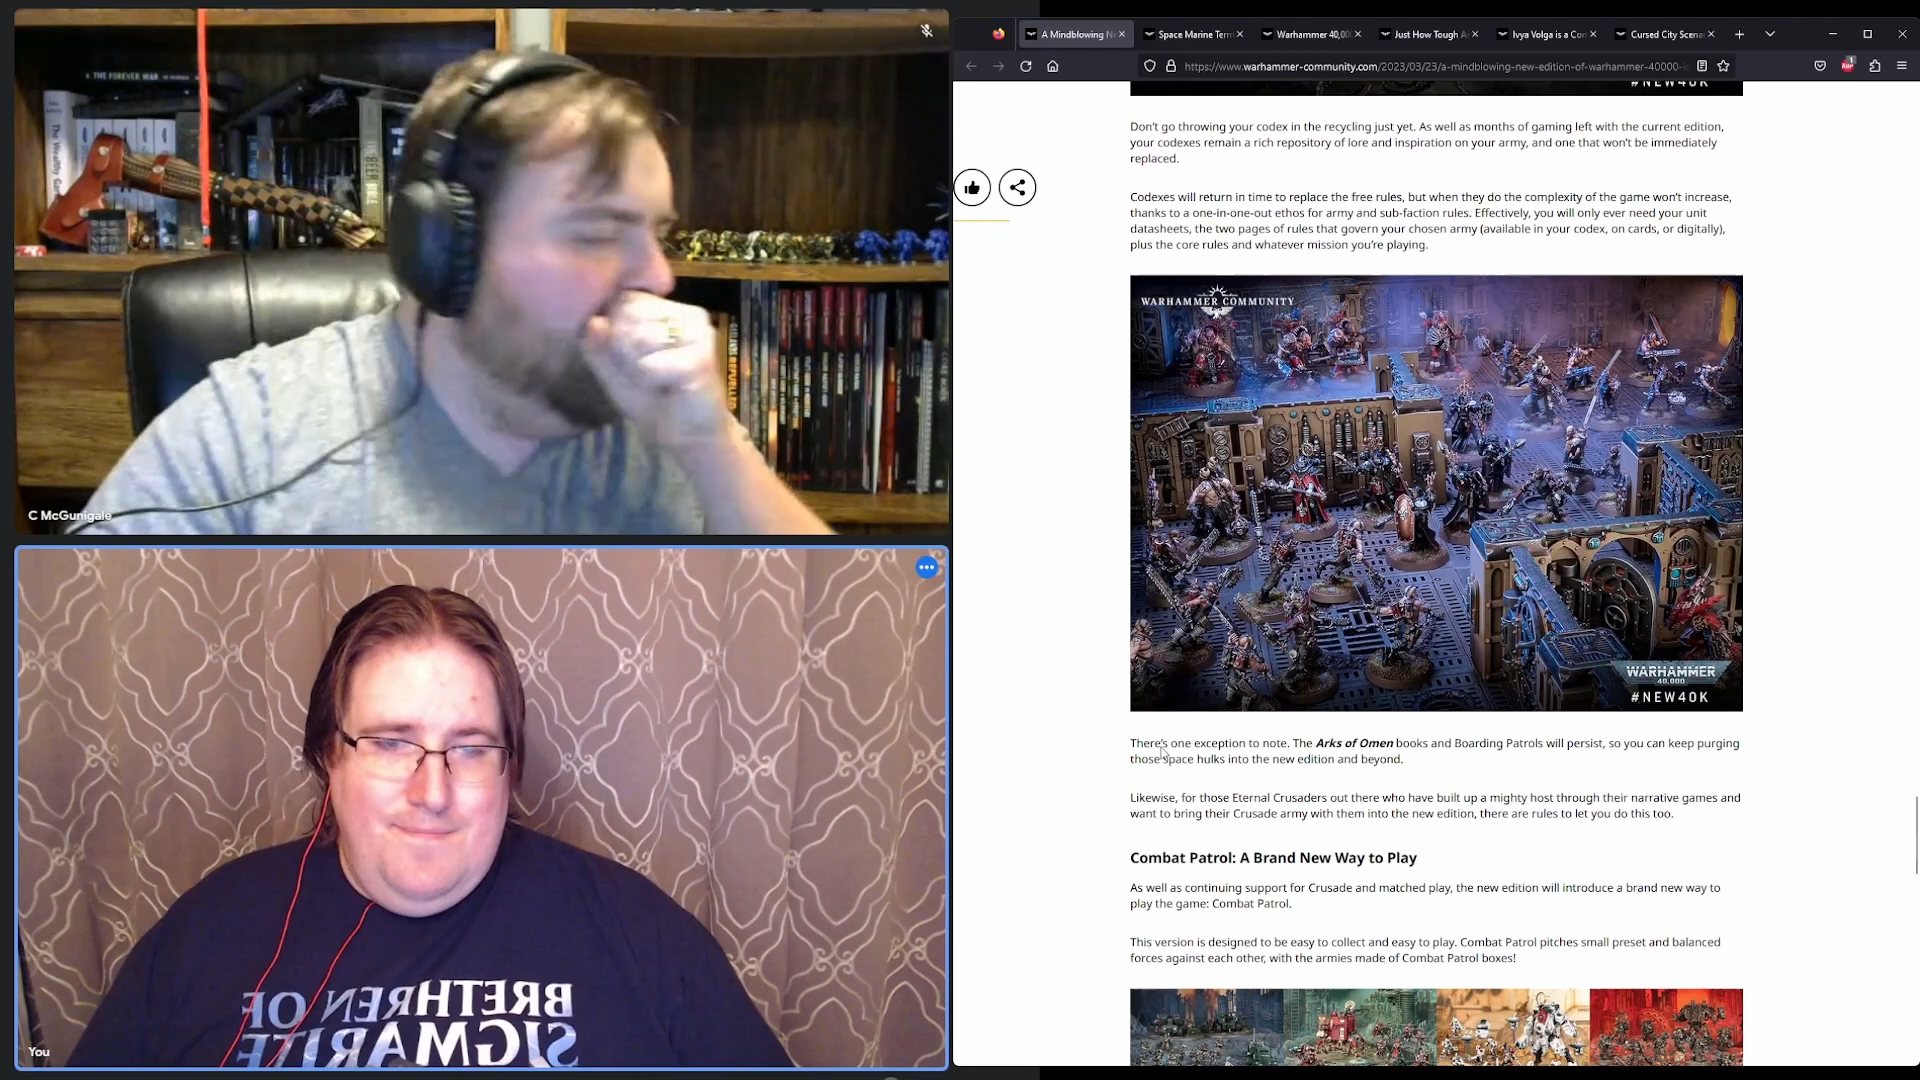 A Mindblowing N
Space Marine Term
Warhammer 40,00
Just How Tough A
Ivya Volga is a Con
Cursed City Scena
https://www.warhammer-community.com/2023/03/23/a-mindblowing-new-edition-of-warhammer-40000-i
#NEW40K
Don't go throwing your codex in the recycling just yet. As well as months of gaming left with the current edition,
your codexes remain a rich repository of lore and inspiration on your army, and one that won't be immediately
replaced.
Codexes will return in time to replace the free rules, but when they do the complexity of the game won't increase,
thanks to a one-in-one-out ethos for army and sub-faction rules. Effectively, you will only ever need your unit
datasheets, the two pages of rules that govern your chosen army (available in your codex, on cards, or digitally),
plus the core rules and whatever mission you're playing.
WARHAMMER COMMUNITY
WARHAMMER
40,000
#NEW40K
There's one exception to note. The Arks of Omen books and Boarding Patrols will persist, so you can keep purging
those space hulks into the new edition and beyond.
Likewise, for those Eternal Crusaders out there who have built up a mighty host through their narrative games and
want to bring their Crusade army with them into the new edition, there are rules to let you do this too.
Combat Patrol: A Brand New Way to Play
As well as continuing support for Crusade and matched play, the new edition will introduce a brand new way to
play the game: Combat Patrol.
This version is designed to be easy to collect and easy to play. Combat Patrol pitches small preset and balanced
forces against each other, with the armies made of Combat Patrol boxes!
THE FOREVER WAR
The Wealthy Ga
C McGunigale
BRETHREN OF
SIGMARITE
You